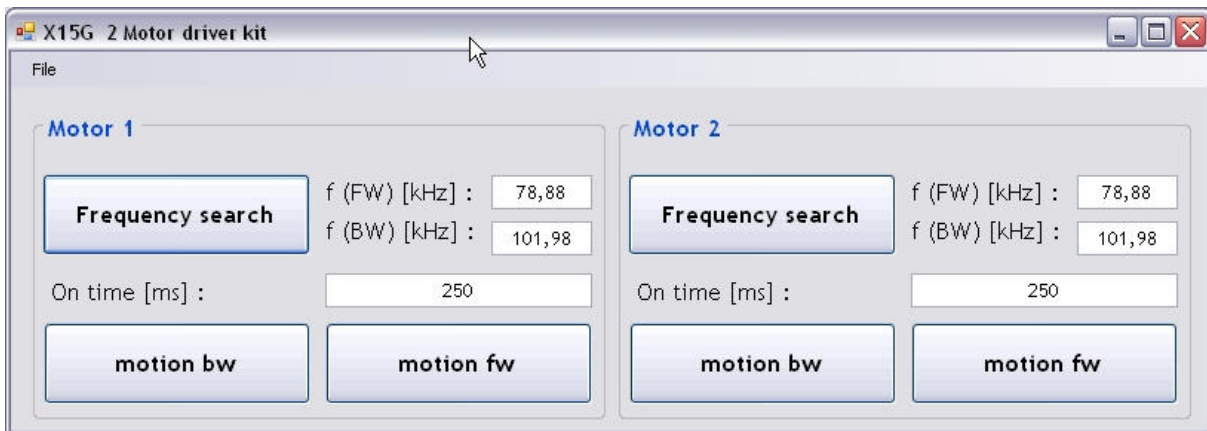 X15G 2 Motor driver kit
File
Motor 1
Frequency search
f (FW) [kHz] : 78,88
f (BW) [kHz] : 101,98
On time [ms] : 250
motion bw motion fw
Motor 2
Frequency search
f (FW) [kHz] : 78,88
f (BW) [kHz] : 101,98
On time [ms] : 250
motion bw motion fw